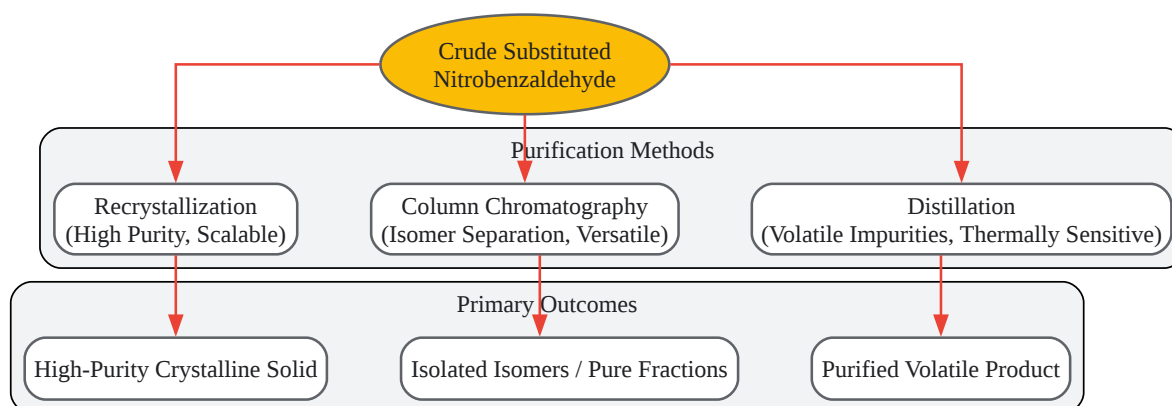 Crude Substituted
Nitrobenzaldehyde
Purification Methods
Recrystallization
(High Purity, Scalable)
Column Chromatography
(Isomer Separation, Versatile)
Distillation
(Volatile Impurities, Thermally Sensitive)
Primary Outcomes
High-Purity Crystalline Solid
Isolated Isomers / Pure Fractions
Purified Volatile Product